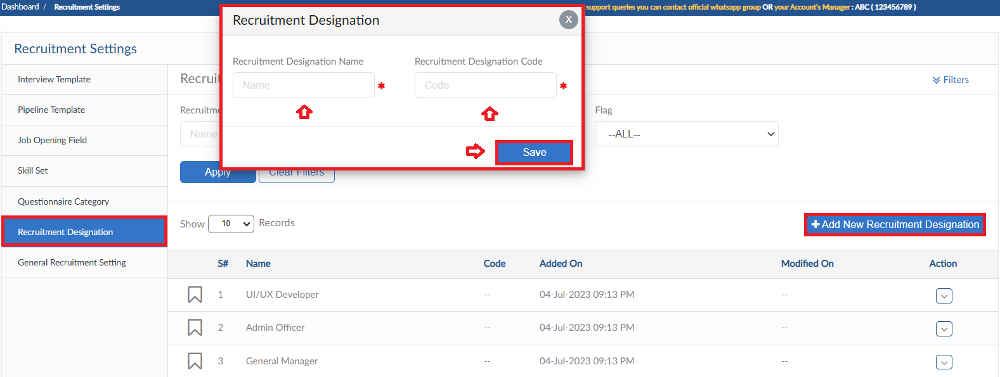 Dashboard / Recruitment Settings
support queries you can contact official whatsapp group OR your Account's Manager : ABC ( 123456789 )
Recruitment Designation
X
Recruitment Settings
Recruitment Designation Name
Recruitment Designation Code
Name *
Code *
Save
Interview Template
Pipeline Template
Job Opening Field
Skill Set
Questionnaire Category
Recruitment Designation
General Recruitment Setting
Filters
Flag
Name
--ALL--
Apply
Clear Filters
Show 10 Records
Add New Recruitment Designation
S# Name Code Added On Modified On Action
1 UI/UX Developer -- 04-Jul-2023 09:13 PM --
2 Admin Officer -- 04-Jul-2023 09:13 PM --
3 General Manager -- 04-Jul-2023 09:13 PM --